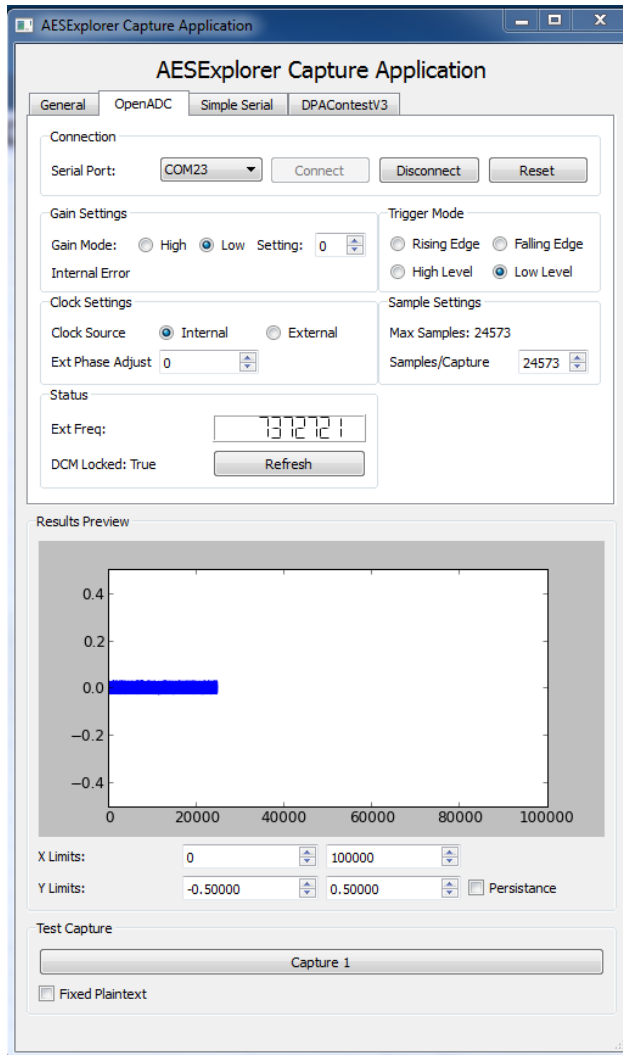 AESExplorer Capture Application
AESExplorer Capture Application
General OpenADC Simple Serial DPAContestV3
Connection
Serial Port: COM23 Connect Disconnect Reset
Gain Settings
Gain Mode: High Low Setting: 0
Internal Error
Trigger Mode
Rising Edge Falling Edge
High Level Low Level
Clock Settings
Clock Source Internal External
Ext Phase Adjust 0
Sample Settings
Max Samples: 24573
Samples/Capture 24573
Status
Ext Freq: 7372721
DCM Locked: True Refresh
Results Preview
0.4
0.2
0.0
−0.2
−0.4
0 20000 40000 60000 80000 100000
X Limits: 0 100000
Y Limits: -0.50000 0.50000 Persistance
Test Capture
Capture 1
Fixed Plaintext